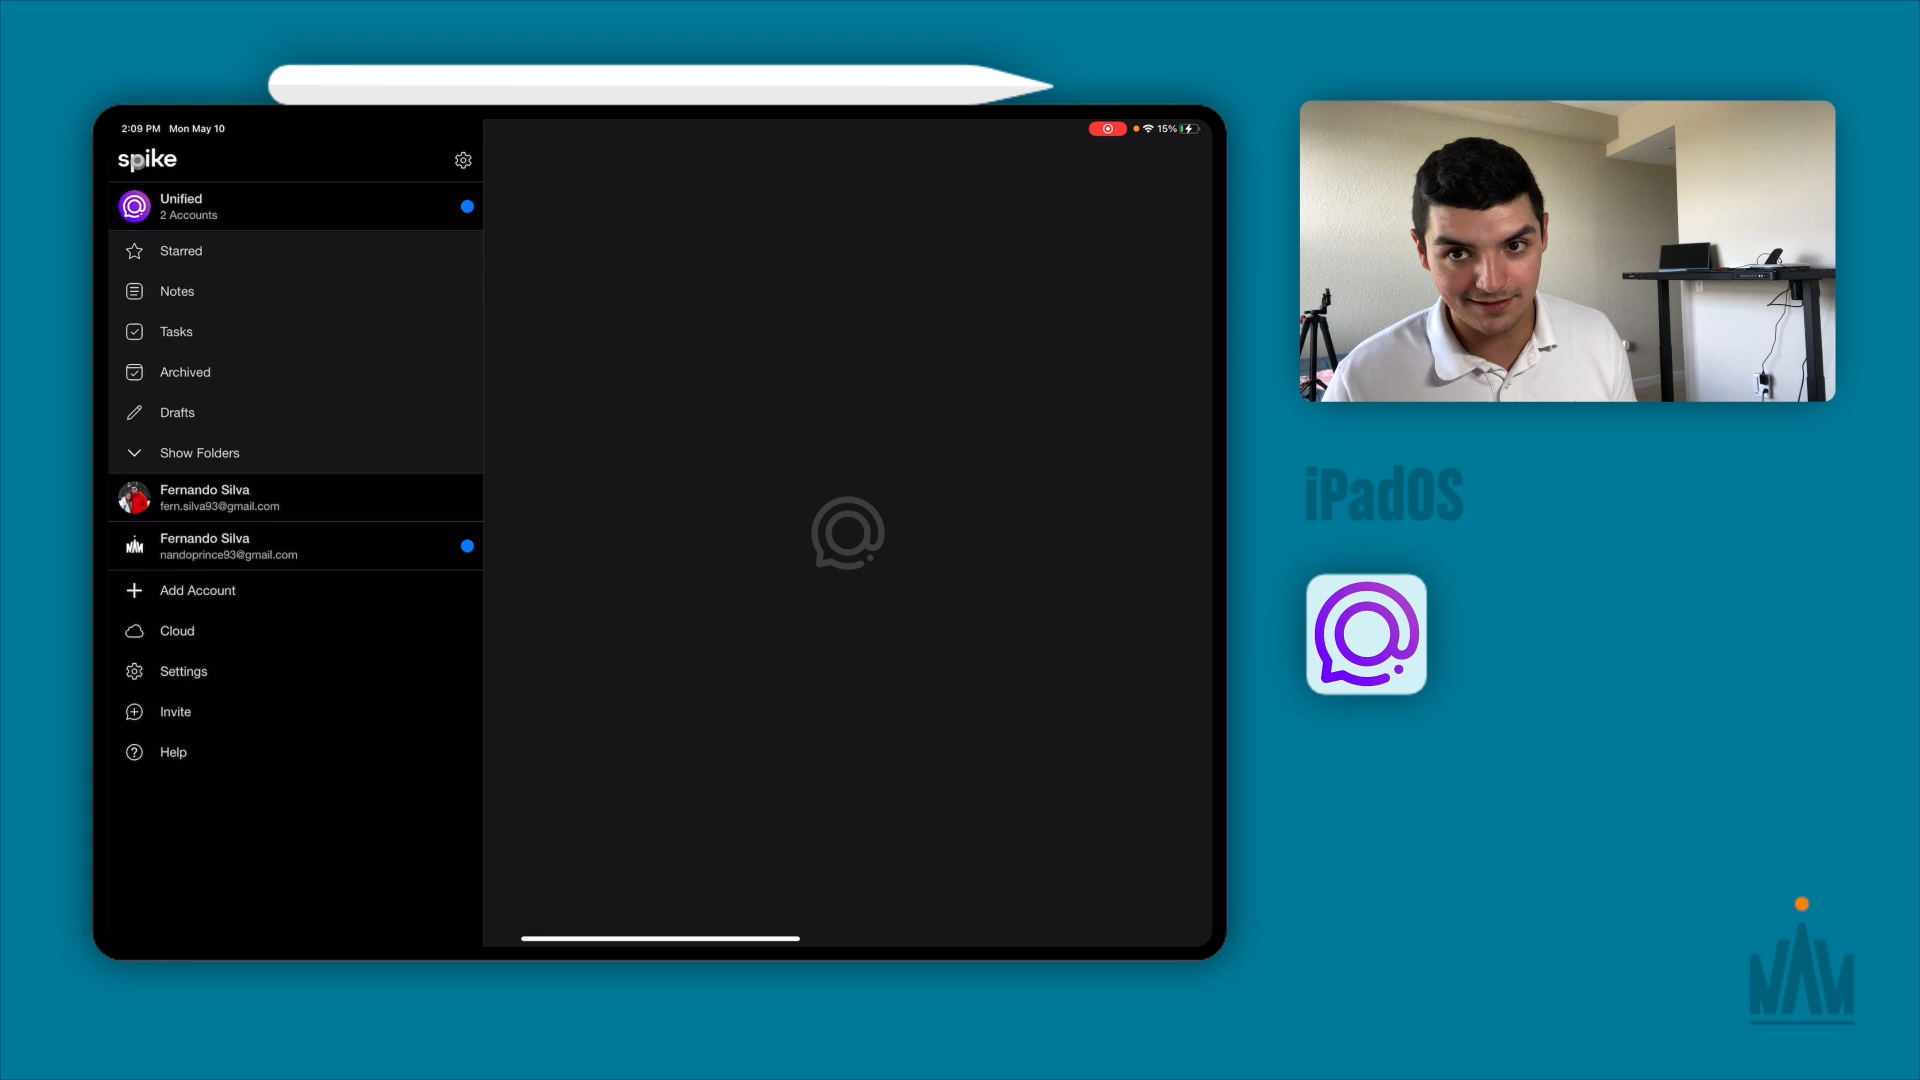 2:09 PM Mon May 10
15%
spike
Unified
2 Accounts
Starred
Notes
Tasks
Archived
Drafts
Show Folders
Fernando Silva
fern.silva93@gmail.com
Fernando Silva
nandoprince93@gmail.com
Add Account
Cloud
Settings
Invite
Help
iPadOS